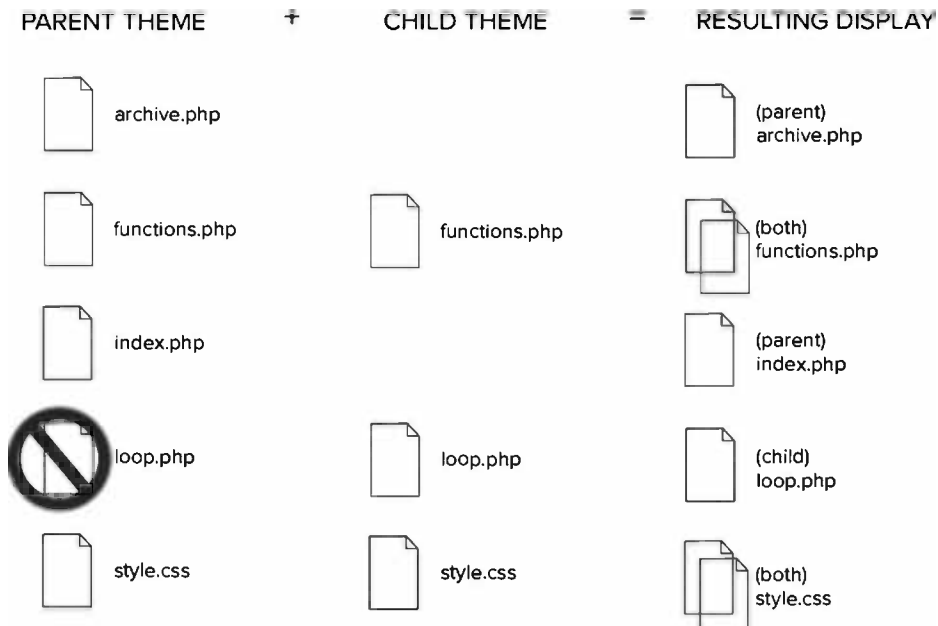 PARENT THEME + CHILD THEME = RESULTING DISPLAY
archive.php
(parent)
archive.php
functions.php
functions.php
(both)
functions.php
index.php
(parent)
index.php
loop.php
loop.php
(child)
loop.php
style.css
style.css
(both)
style.css